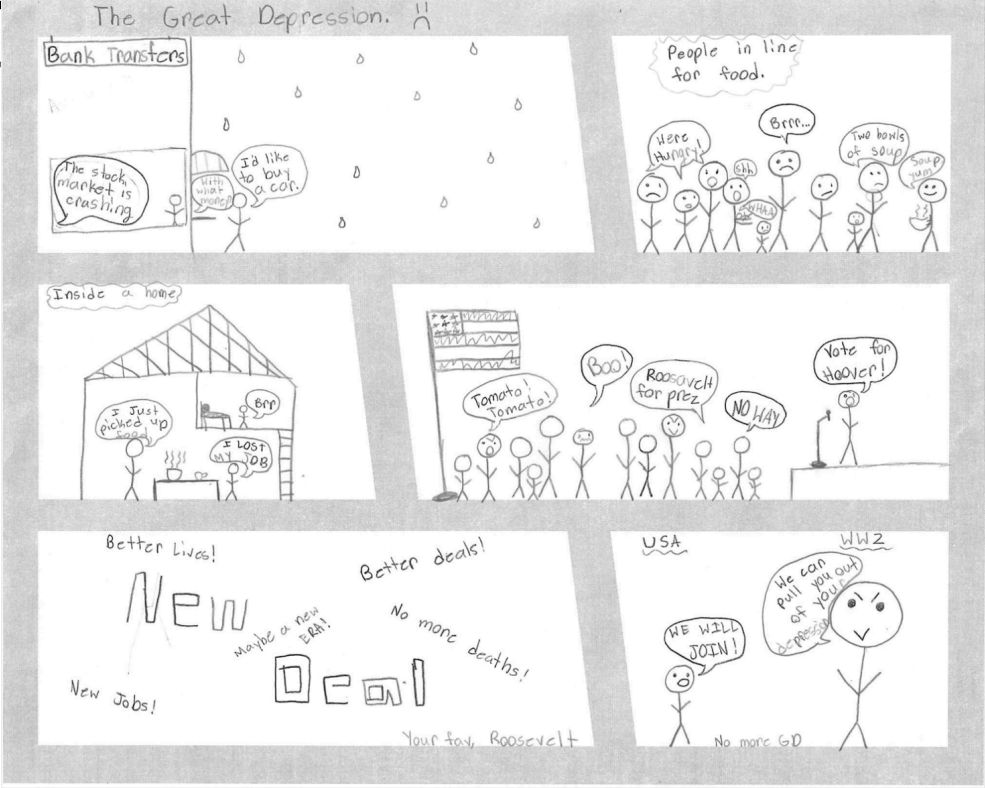 The Great Depression.
Bank Transfers
The stock
market is
crashing
With
what
money?
I'd like
to buy
a car.
People in line
for food.
We're
Hungry!
shh
WHAA
Brrr...
Two bowls
of soup
Soup
yum
Inside a home
I Just
picked up
food
Brr
I LOST
MY JOB
Tomato!
Tomato!
Boo!
Roosavelt
for prez
NO WAY
Vote for
Hoover!
Better Lives!
Better deals!
New
Maybe a new
ERA!
No more deaths!
Deal
New Jobs!
Your fav, Roosevelt
USA
WW2
We can
pull you out
of your
depression
WE WILL
JOIN!
No more GD